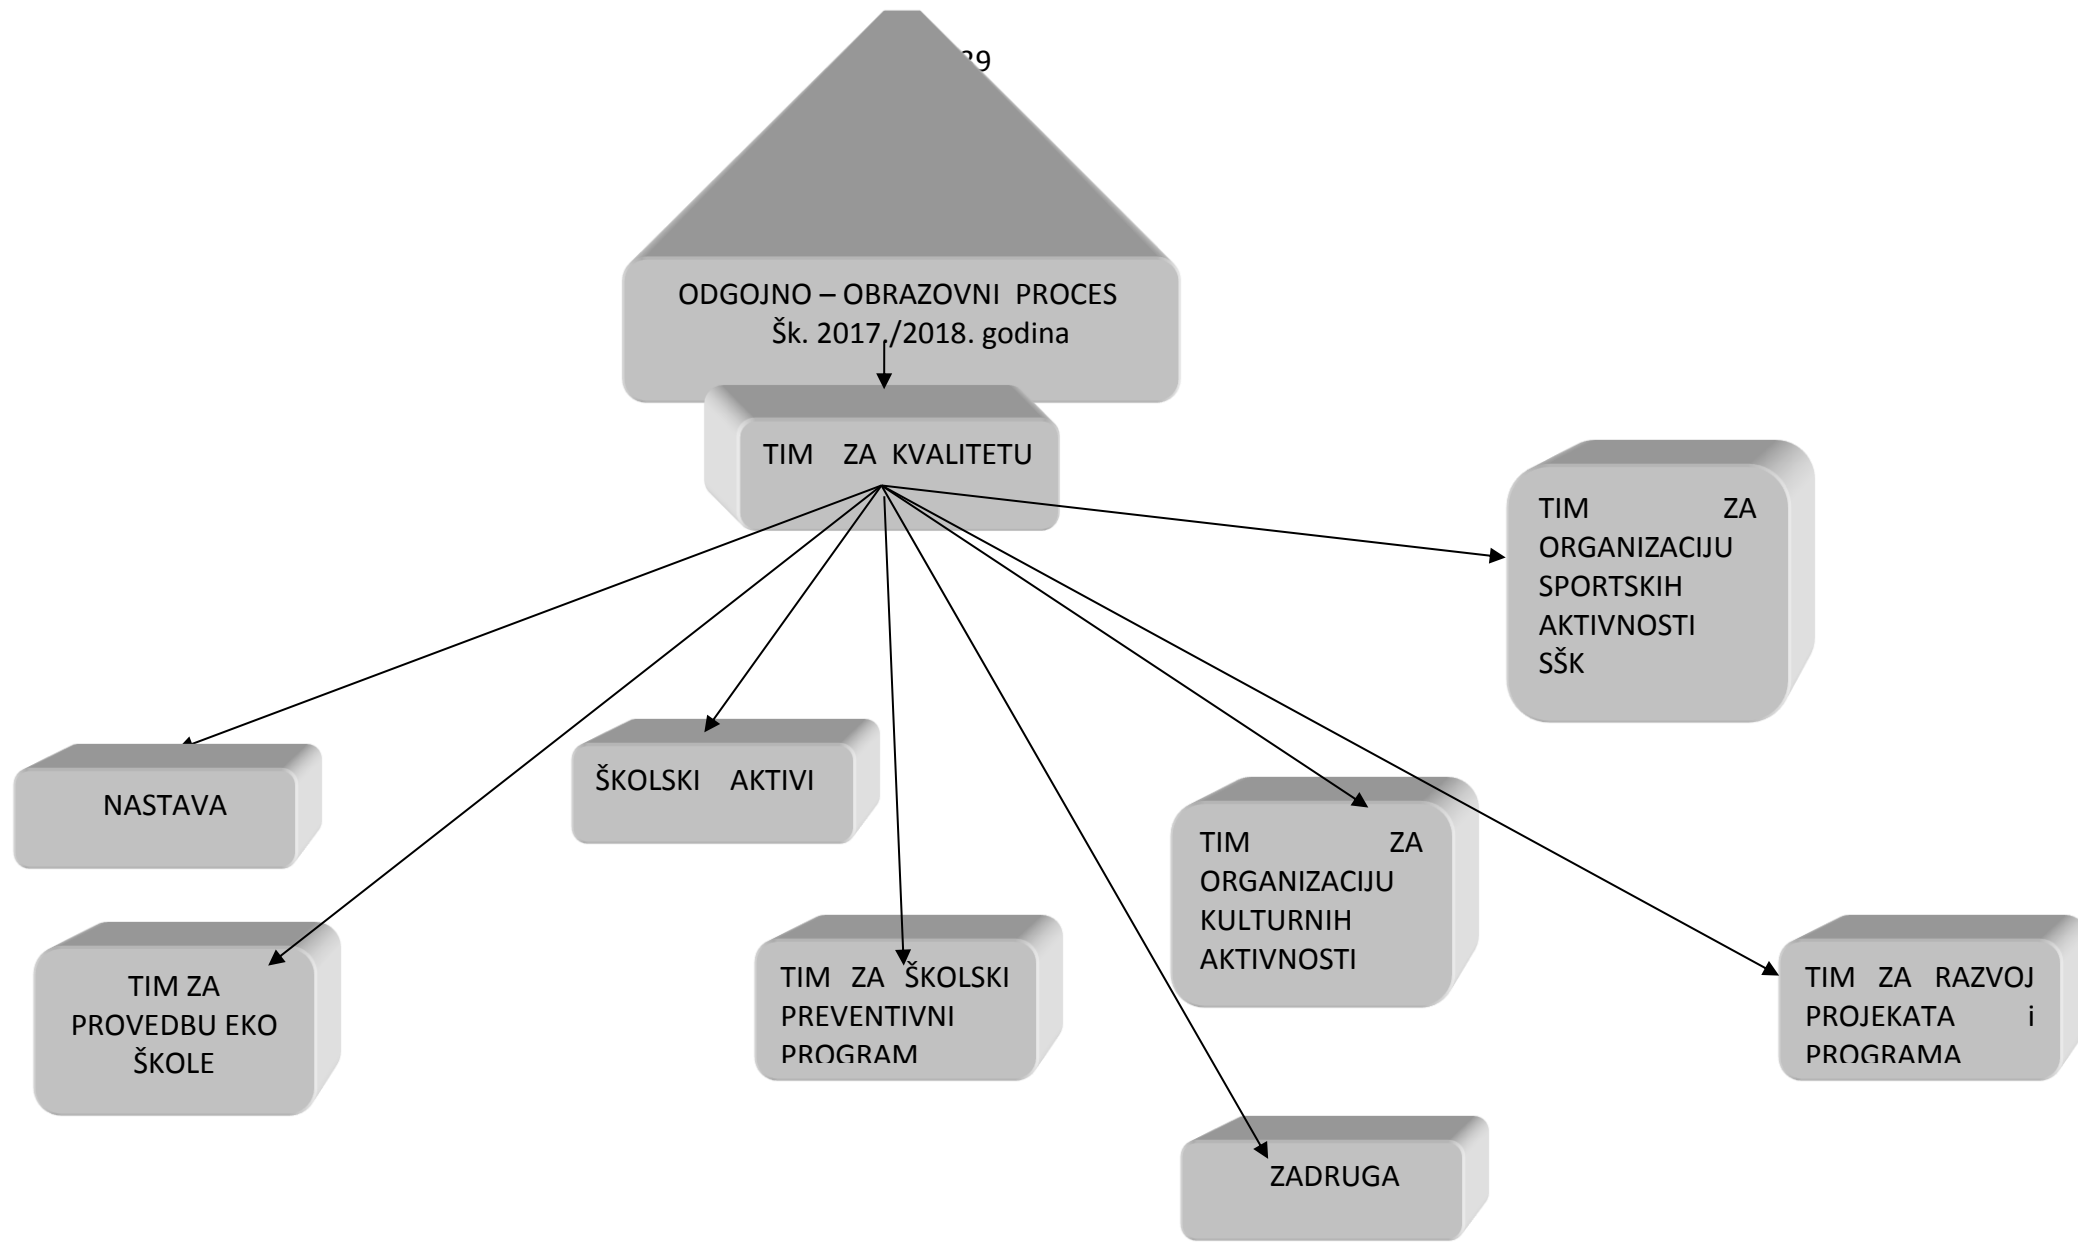 ODGOJNO – OBRAZOVNI PROCES
Šk. 2017./2018. godina
TIM ZA KVALITETU
TIM ZA
ORGANIZACIJU
SPORTSKIH
AKTIVNOSTI
SŠK
NASTAVA
ŠKOLSKI AKTIVI
TIM ZA
ORGANIZACIJU
KULTURNIH
AKTIVNOSTI
TIM ZA
PROVEDBU EKO
ŠKOLE
TIM ZA ŠKOLSKI
PREVENTIVNI
PROGRAM
TIM ZA RAZVOJ
PROJEKATA i
PROGRAMA
ZADRUGA